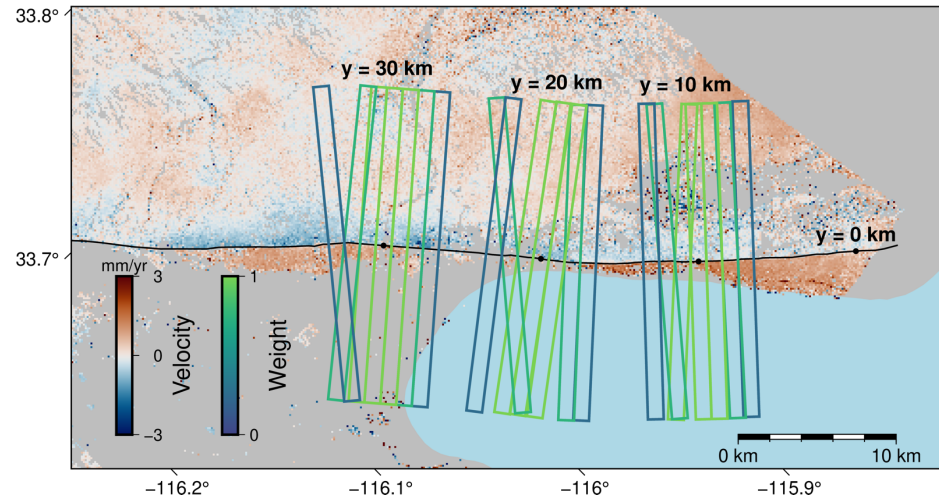 33.8°
y = 30 km
y = 20 km
y = 10 km
y = 0 km
33.7°
mm/yr
3
0
−3
Velocity
1
0
Weight
0 km
10 km
−116.2°
−116.1°
−116°
−115.9°